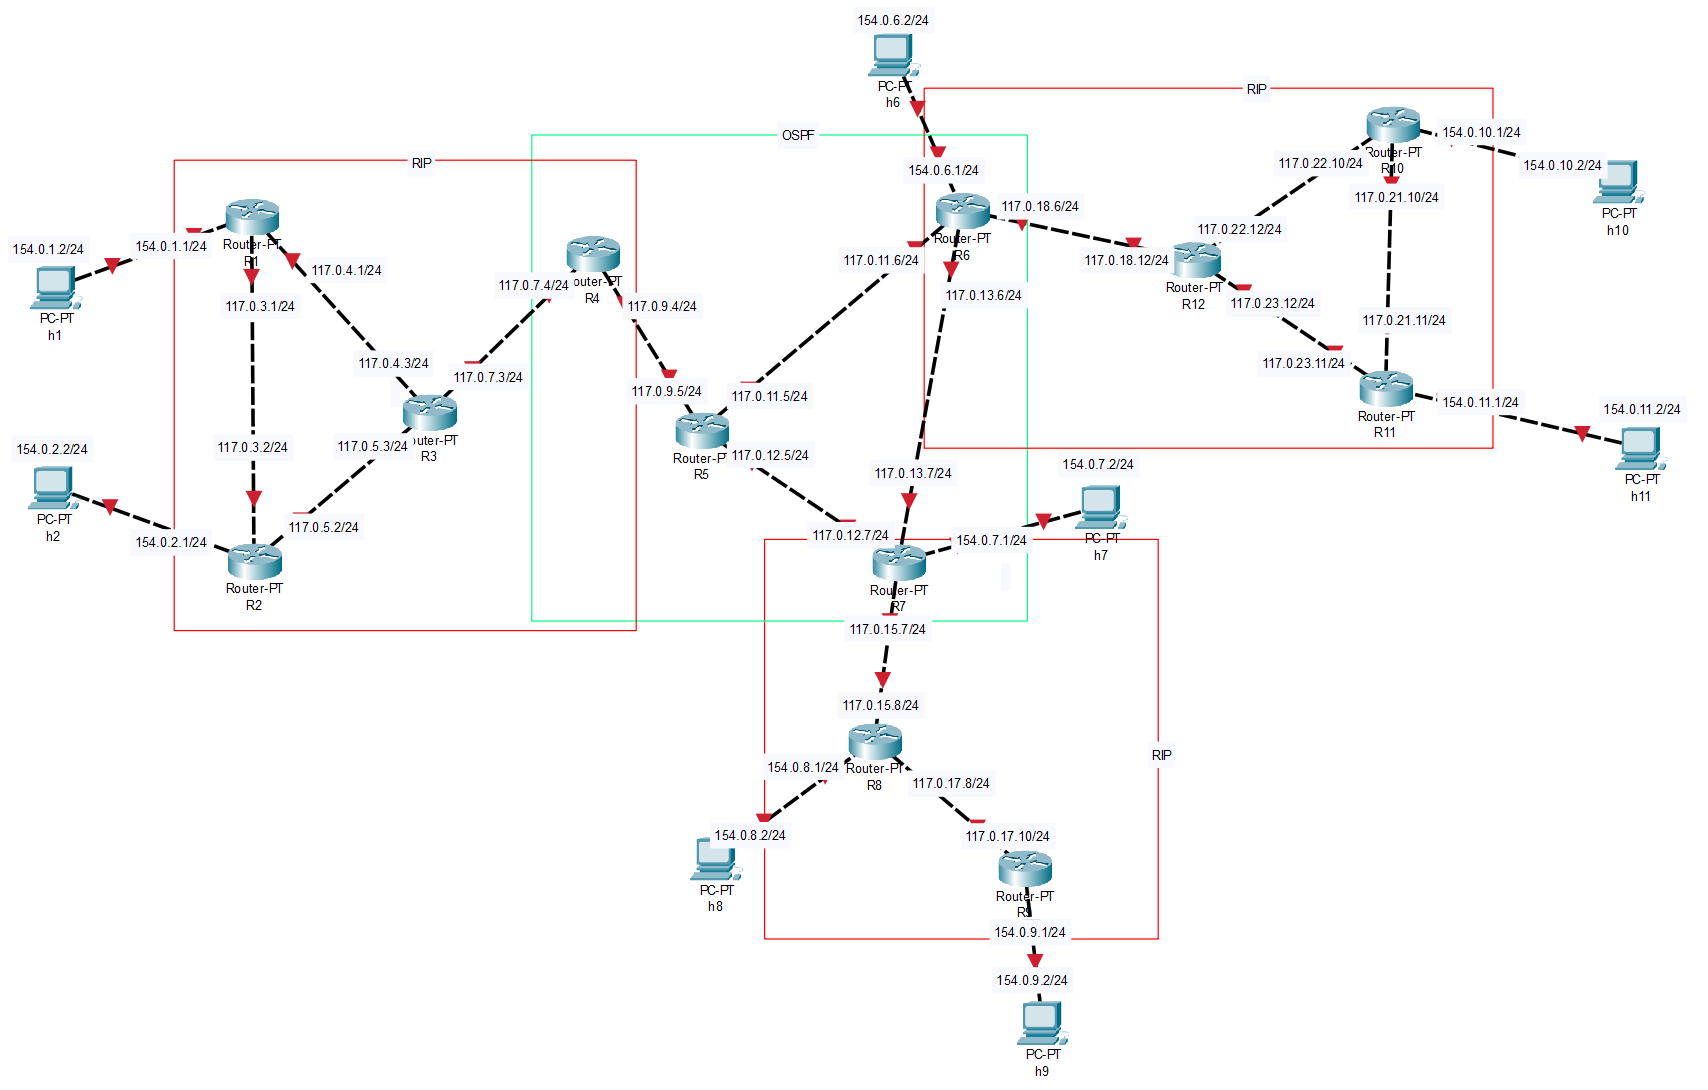 154.0.6.2/24
PC-PT
h6
RIP
OSPF
RIP
154.0.6.1/24
117.0.18.6/24
Router-PT
R6
117.0.11.6/24
117.0.13.6/24
117.0.18.12/24
117.0.22.10/24
Router-PT
R10
154.0.10.1/24
154.0.10.2/24
PC-PT
h10
117.0.21.10/24
117.0.22.12/24
Router-PT
R12
117.0.23.12/24
117.0.21.11/24
117.0.23.11/24
Router-PT
R11
154.0.11.1/24
154.0.11.2/24
PC-PT
h11
154.0.1.2/24
PC-PT
h1
154.0.1.1/24
Router-PT
R1
117.0.4.1/24
117.0.3.1/24
117.0.4.3/24
117.0.7.4/24
outer-PT
R4
117.0.9.4/24
117.0.7.3/24
117.0.9.5/24
117.0.11.5/24
outer-PT
R3
117.0.5.3/24
117.0.3.2/24
Router-PT
R5
117.0.12.5/24
154.0.2.2/24
PC-PT
h2
154.0.2.1/24
117.0.5.2/24
Router-PT
R2
117.0.13.7/24
154.0.7.2/24
PC-PT
h7
117.0.12.7/24
154.0.7.1/24
Router-PT
R7
117.0.15.7/24
117.0.15.8/24
RIP
154.0.8.1/24
Router-PT
R8
117.0.17.8/24
154.0.8.2/24
PC-PT
h8
117.0.17.10/24
Router-PT
R9
154.0.9.1/24
154.0.9.2/24
PC-PT
h9